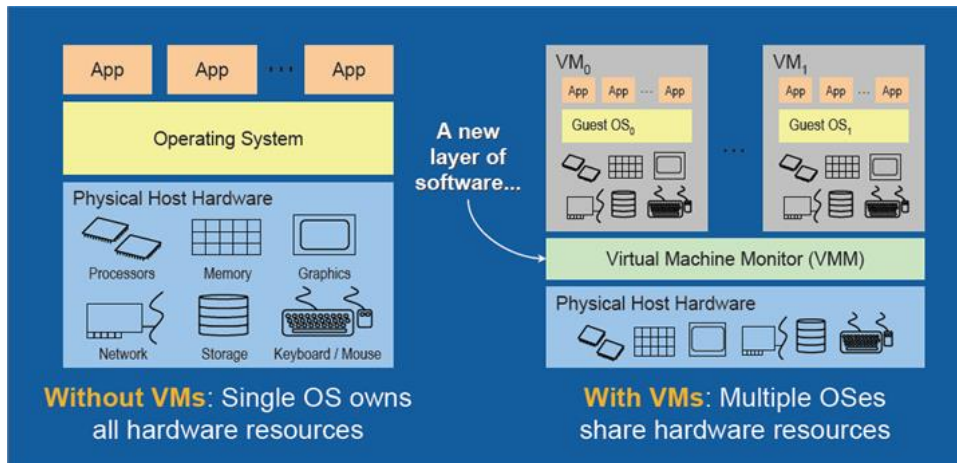 App App ... App
Operating System
Physical Host Hardware
Processors Memory Graphics
Network Storage Keyboard / Mouse
Without VMs: Single OS owns
all hardware resources
A new
layer of
software...
VM0
App App ... App
Guest OS0
...
VM1
App App ... App
Guest OS1
Virtual Machine Monitor (VMM)
Physical Host Hardware
With VMs: Multiple OSes
share hardware resources